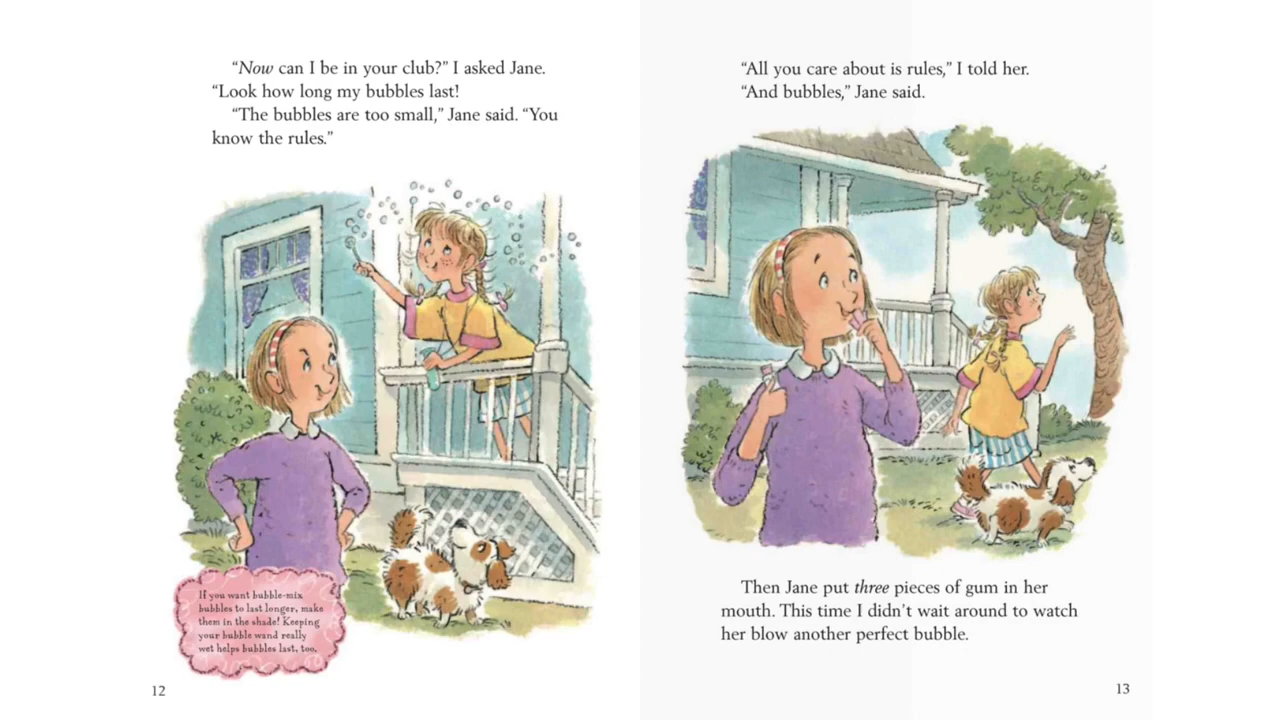 “Now can I be in your club?” I asked Jane.
“Look how long my bubbles last!
“The bubbles are too small,” Jane said. “You
know the rules.”
If you want bubble-mix
bubbles to last longer, make
them in the shade! Keeping
your bubble wand really
wet helps bubbles last, too.
12
“All you care about is rules,” I told her.
“And bubbles,” Jane said.
Then Jane put three pieces of gum in her
mouth. This time I didn’t wait around to watch
her blow another perfect bubble.
13